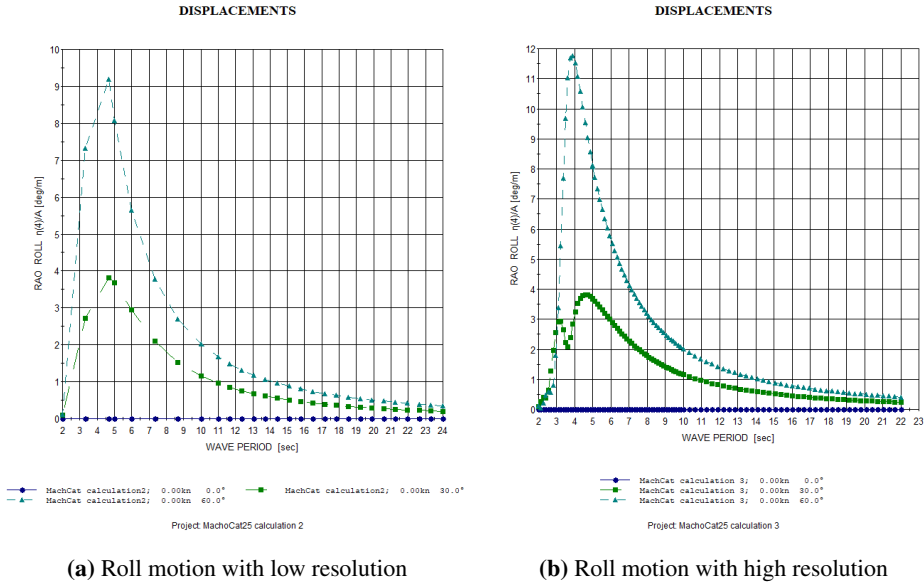 DISPLACEMENTS
10
9
8
7
6
5
4
3
2
1
0
RAO ROLL η(4)/A [deg/m]
2 3 4 5 6 7 8 9 10 11 12 13 14 15 16 17 18 19 20 21 22 23 24
WAVE PERIOD [sec]
MachCat calculation2; 0.00kn 0.0° MachCat calculation2; 0.00kn 30.0°
MachCat calculation2; 0.00kn 60.0°
Project: MachoCat25 calculation 2
(a) Roll motion with low resolution
DISPLACEMENTS
12
11
10
9
8
7
6
5
4
3
2
1
0
RAO ROLL η(4)/A [deg/m]
2 3 4 5 6 7 8 9 10 11 12 13 14 15 16 17 18 19 20 21 22 23
WAVE PERIOD [sec]
MachCat calculation 3; 0.00kn 0.0°
MachCat calculation 3; 0.00kn 30.0°
MachCat calculation 3; 0.00kn 60.0°
Project: MachoCat25 calculation 3
(b) Roll motion with high resolution